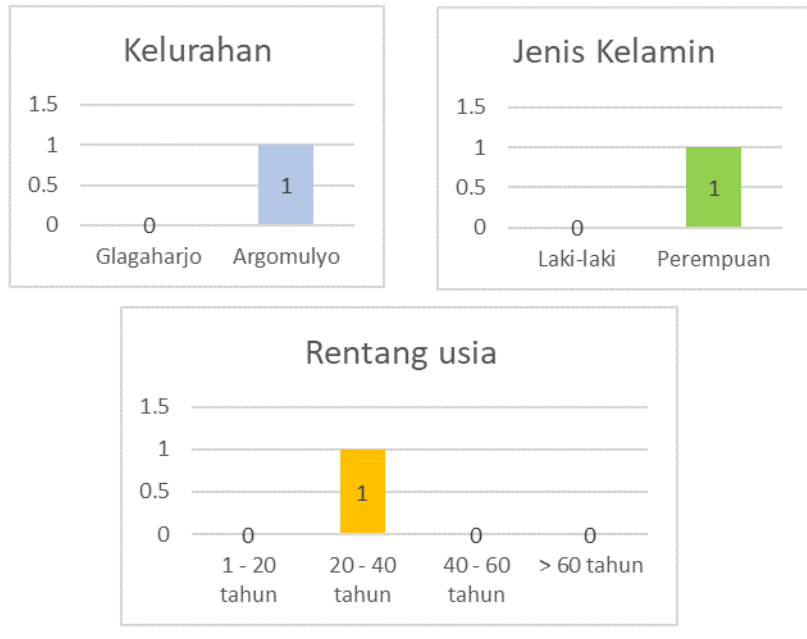 Kelurahan
1.5
1
0.5
0
0
1
Glagaharjo Argomulyo
Jenis Kelamin
1.5
1
0.5
0
0
1
Laki-laki Perempuan
Rentang usia
1.5
1
0.5
0
0
1
0
0
1 - 20 20 - 40 40 - 60 > 60 tahun
tahun tahun tahun